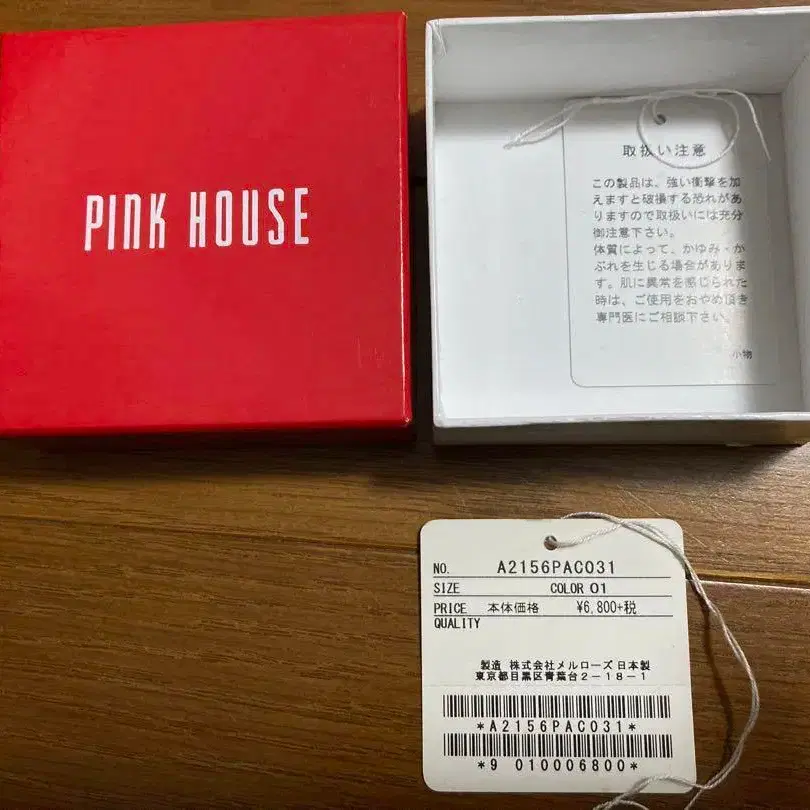 PINK HOUSE
取扱い注意
この製品は、強い衝撃を加
えますと破損する恐れがあ
りますので取扱いには充分
御注意下さい。
体質によって、かゆみ・か
ぶれを生じる場合がありま
す。肌に異常を感じられた
時は、ご使用をおやめ頂き
専門医にご相談下さい。
小物
NO. A2156PAC031
SIZE COLOR 01
PRICE 本体価格 ¥6,800+税
QUALITY
製造 株式会社メルローズ 日本製
東京都目黒区青葉台2-18-1
*A2156PAC031*
*9 010006800*